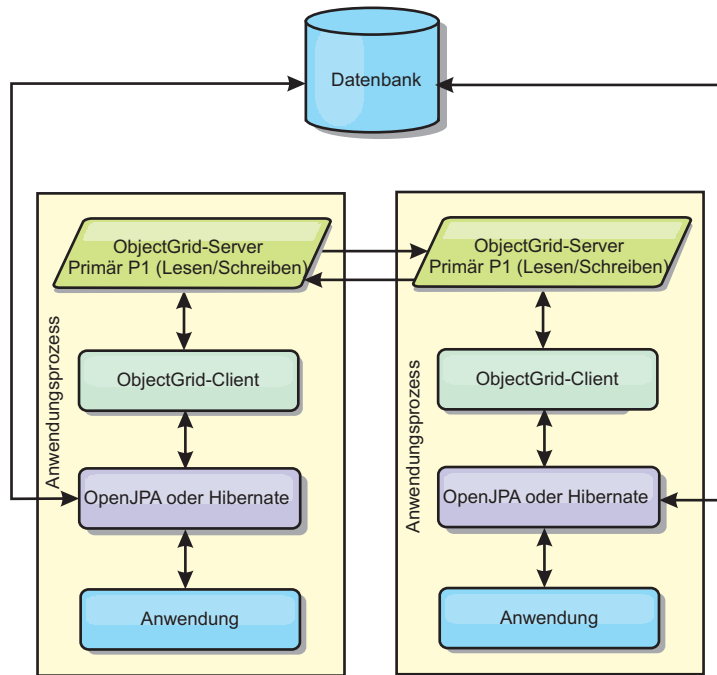 Datenbank
ObjectGrid-Server
Primär P1 (Lesen/Schreiben)
ObjectGrid-Client
OpenJPA oder Hibernate
Anwendung
Anwendungsprozess
ObjectGrid-Server
Primär P1 (Lesen/Schreiben)
ObjectGrid-Client
OpenJPA oder Hibernate
Anwendung
Anwendungsprozess